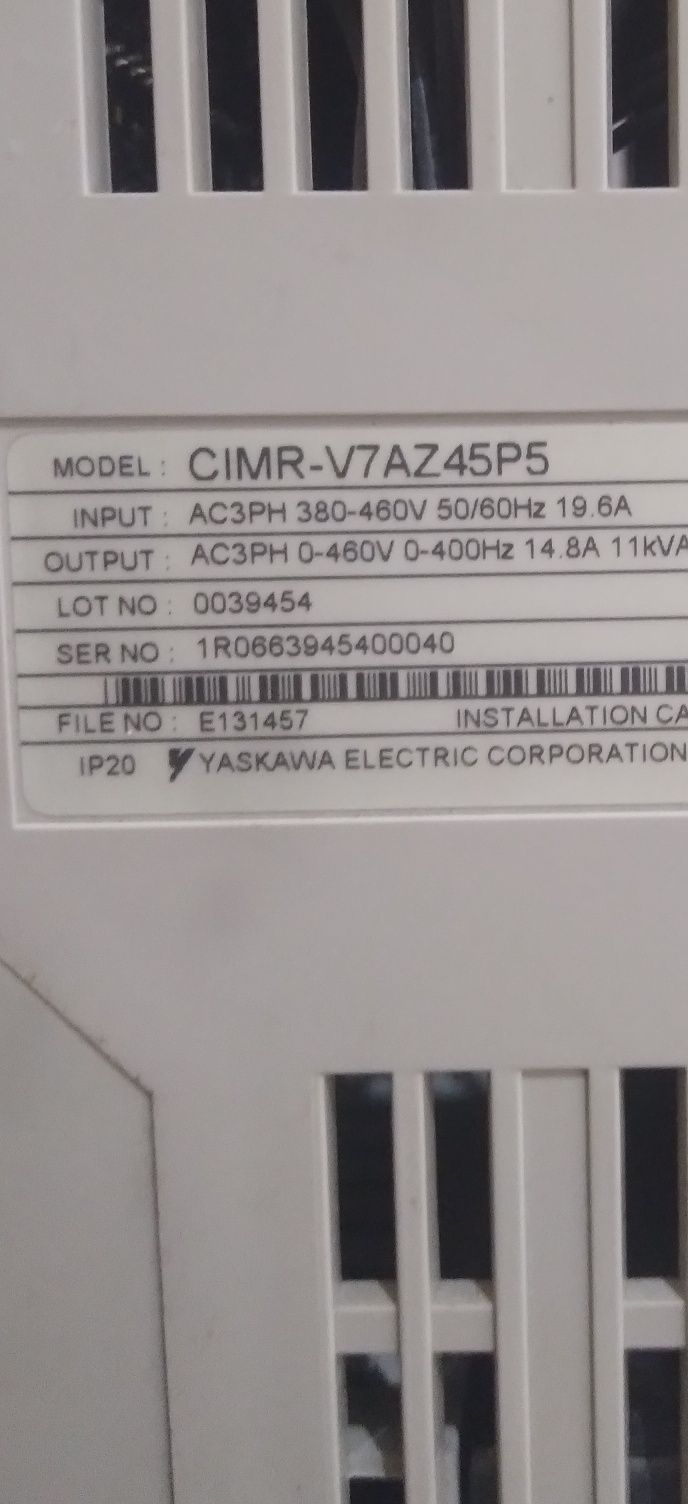 MODEL : CIMR-V7AZ45P5
INPUT : AC3PH 380-460V 50/60Hz 19.6A
OUTPUT : AC3PH 0-460V 0-400Hz 14.8A 11kVA
LOT NO : 0039454
SER NO : 1R0663945400040
FILE NO : E131457 INSTALLATION CA
IP20 YASKAWA ELECTRIC CORPORATION